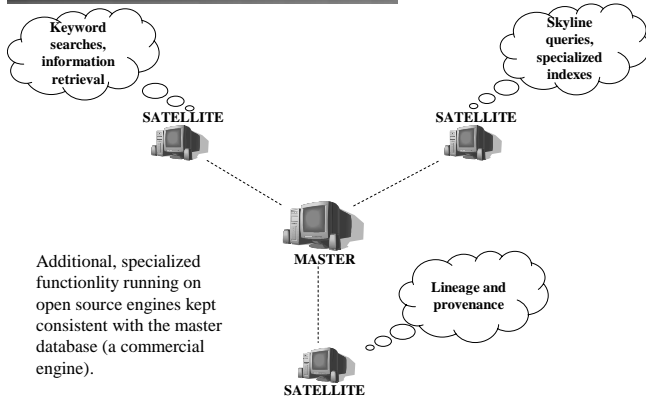 Keyword
searches,
information
retrieval
Skyline
queries,
specialized
indexes
SATELLITE
SATELLITE
MASTER
Additional, specialized
functionlity running on
open source engines kept
consistent with the master
database (a commercial
engine).
Lineage and
provenance
SATELLITE